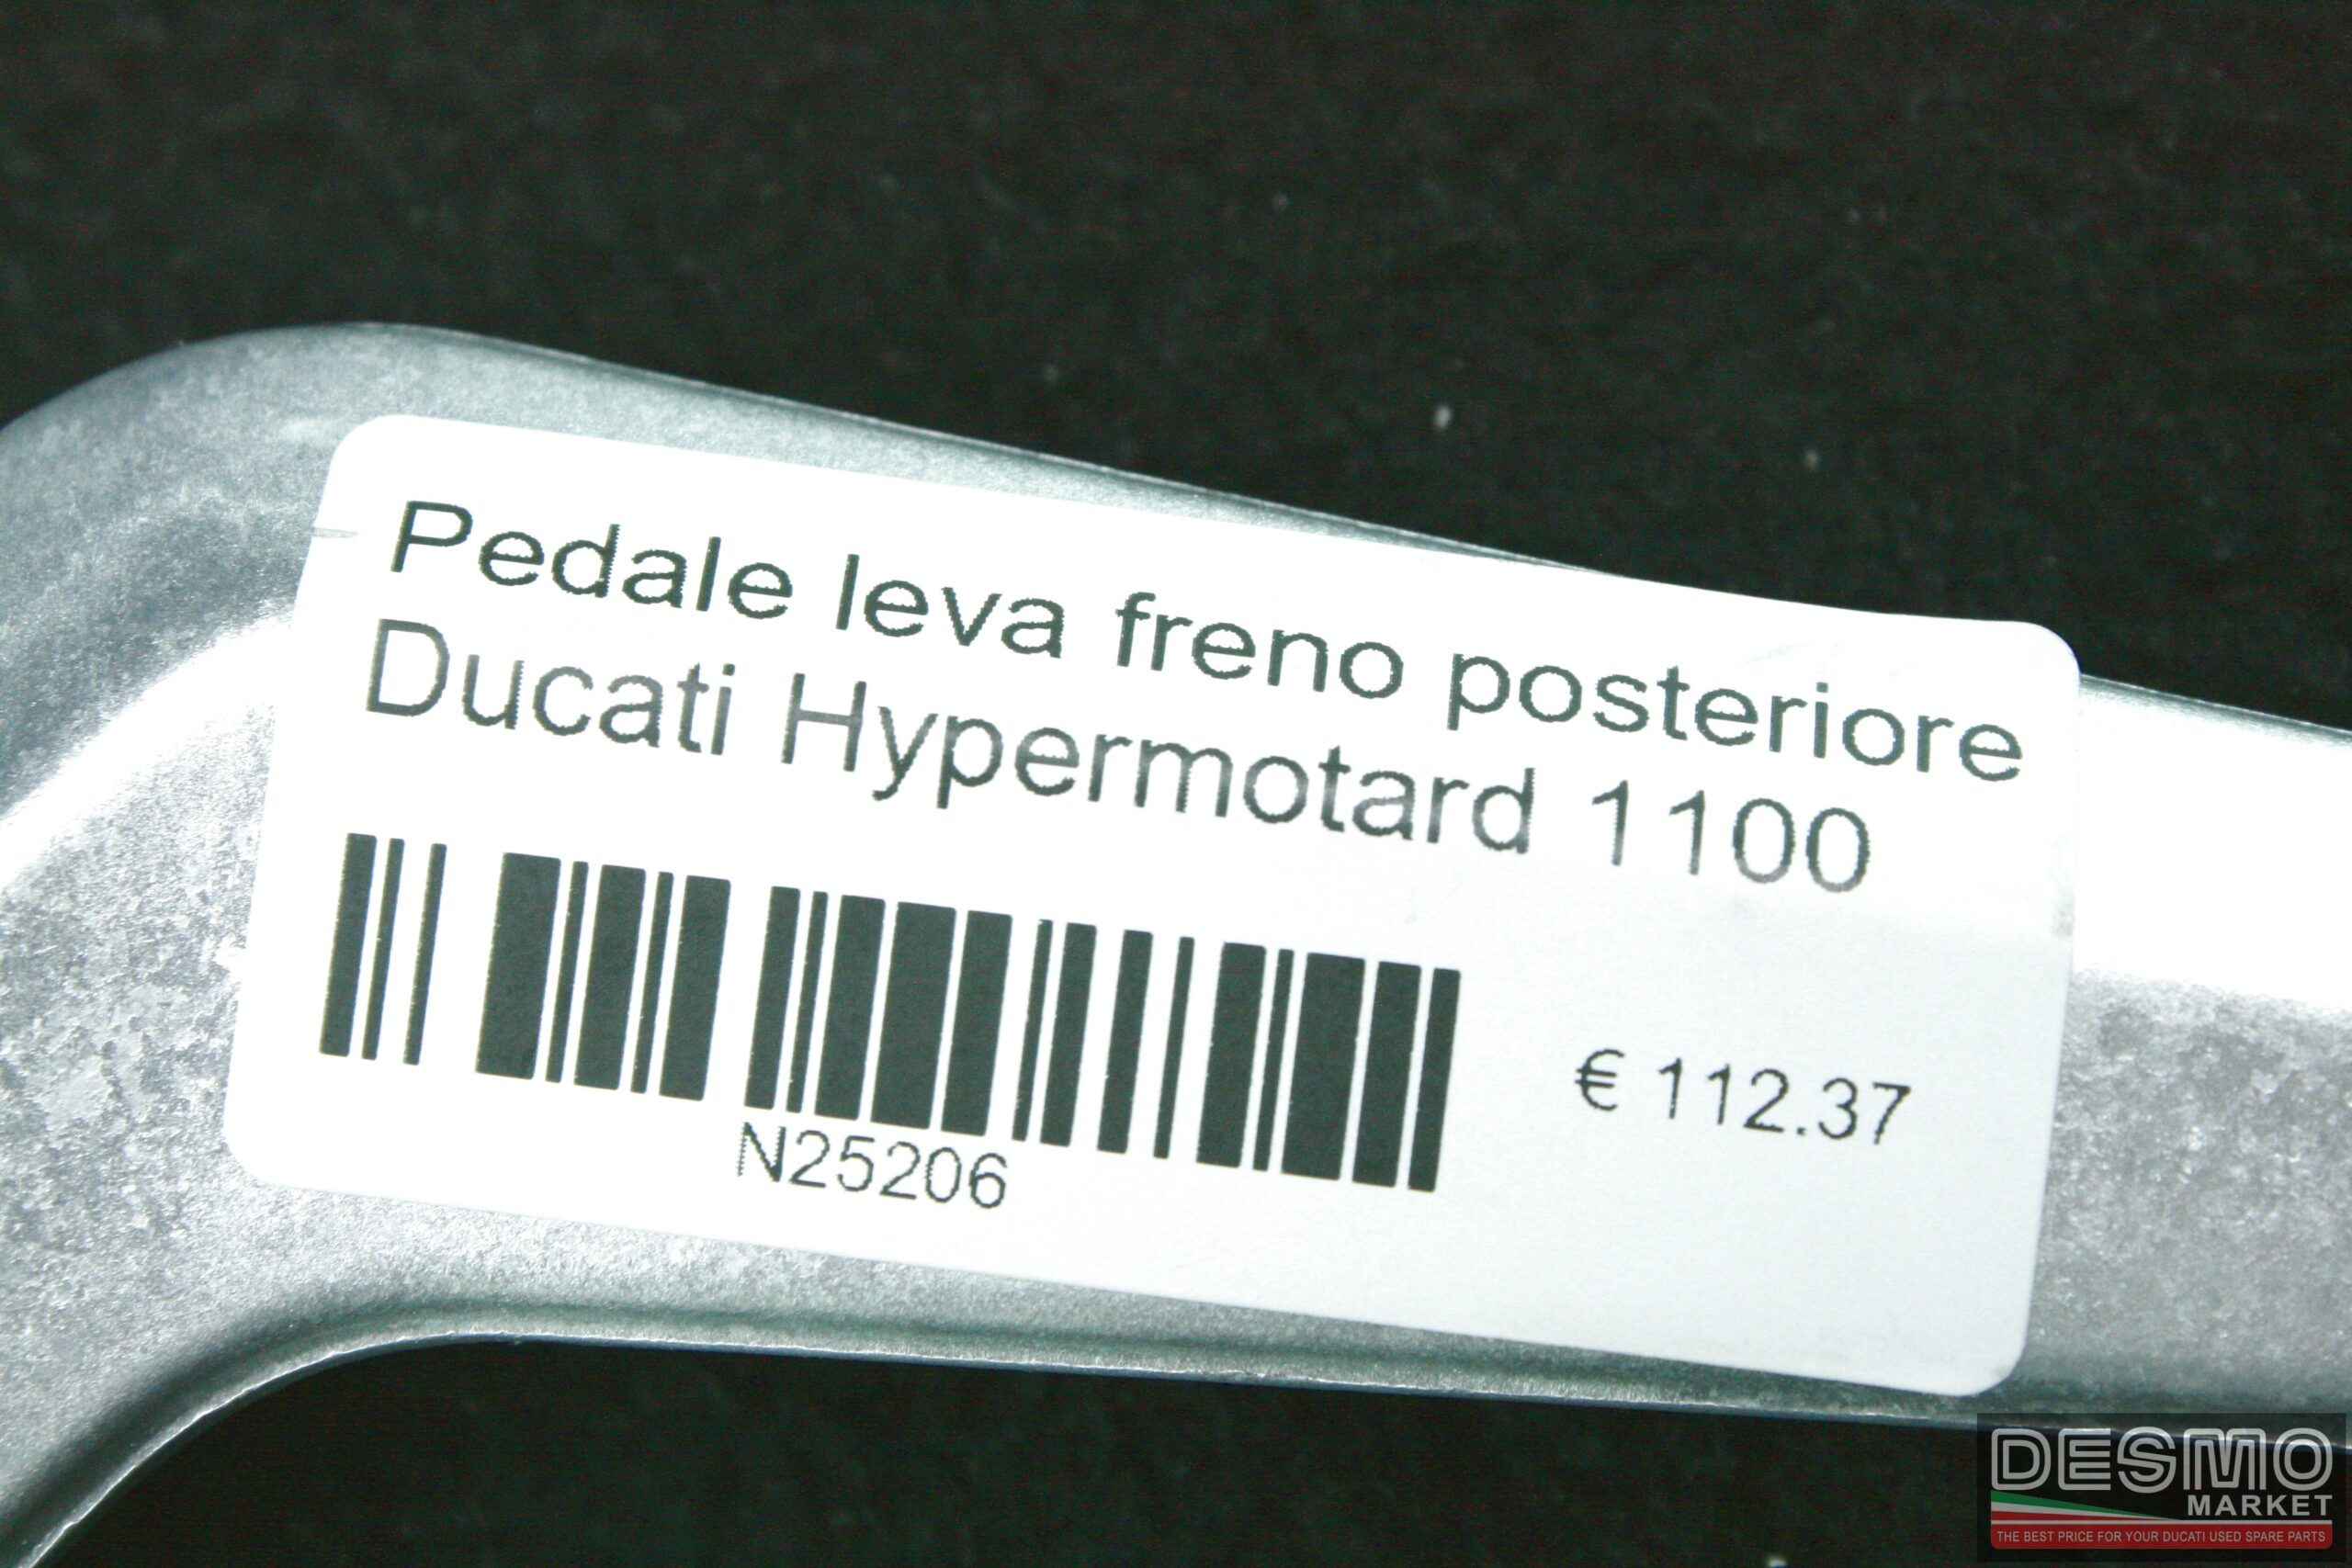 Pedale leva freno posteriore
Ducati Hypermotard 1100
N25206
€ 112.37
DESMO
MARKET
THE BEST PRICE FOR YOUR DUCATI USED SPARE PARTS